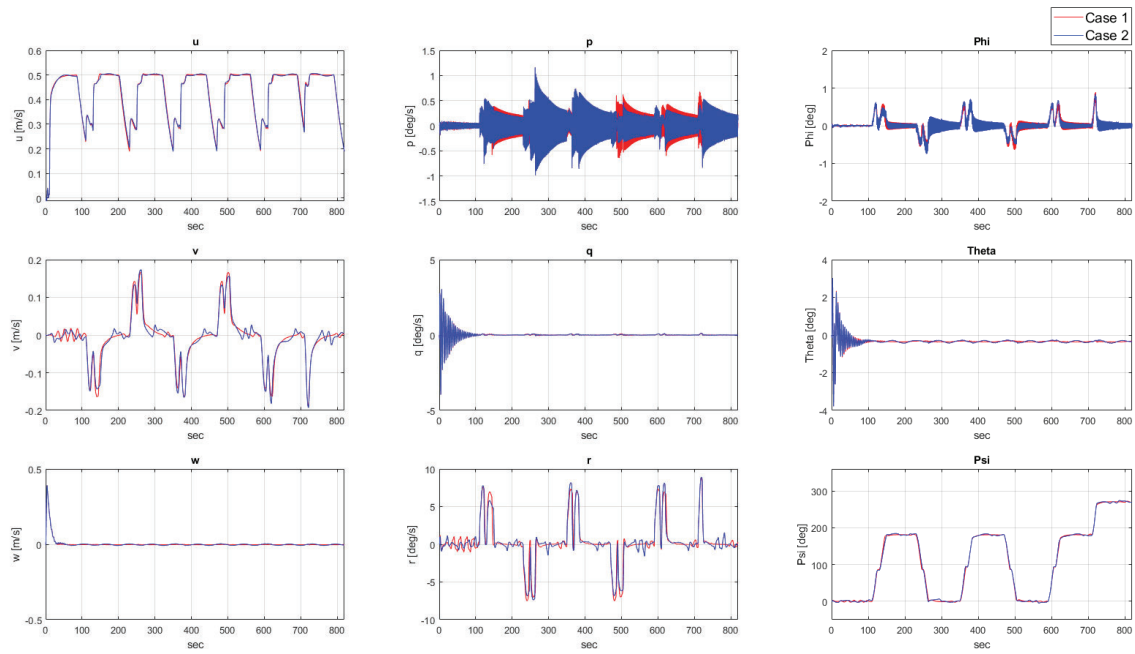 Case 1
Case 2
u
0.6
0.5
0.4
0.3
0.2
0.1
0
u [m/s]
0 100 200 300 400 500 600 700 800
sec
p
1.5
1
0.5
0
-0.5
-1
-1.5
p [deg/s]
0 100 200 300 400 500 600 700 800
sec
Phi
2
1
0
-1
-2
Phi [deg]
0 100 200 300 400 500 600 700 800
sec
v
0.2
0.1
0
-0.1
-0.2
v [m/s]
0 100 200 300 400 500 600 700 800
sec
q
5
0
-5
q [deg/s]
0 100 200 300 400 500 600 700 800
sec
Theta
4
2
0
-2
-4
Theta [deg]
0 100 200 300 400 500 600 700 800
sec
w
0.5
0
-0.5
w [m/s]
0 100 200 300 400 500 600 700 800
sec
r
10
5
0
-5
-10
r [deg/s]
0 100 200 300 400 500 600 700 800
sec
Psi
300
200
100
0
Psi [deg]
0 100 200 300 400 500 600 700 800
sec